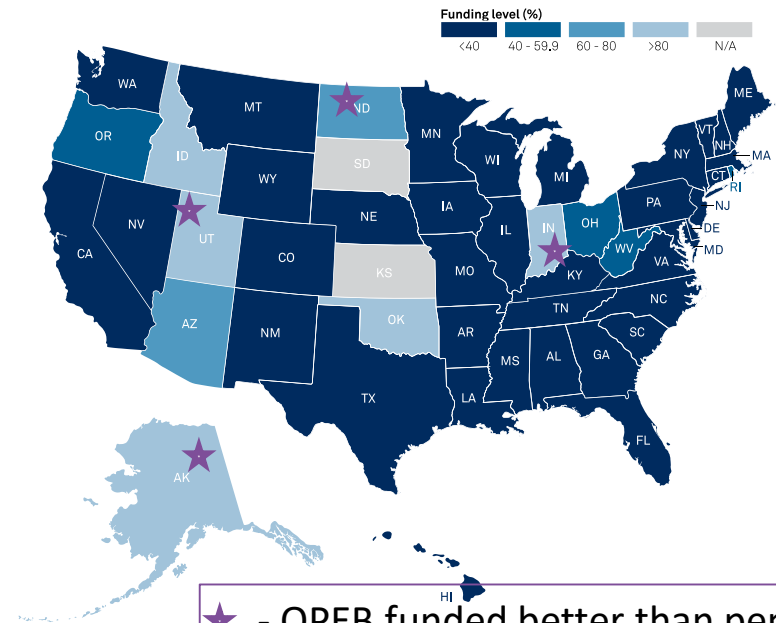 Funding level (%)
<40 40 - 59.9 60 - 80 >80 N/A
WA
MT
ND
MN
ME
OR
ID
SD
WI
MI
NY
VT
NH
MA
WY
CT
RI
NE
IA
PA
NJ
NV
UT
IL
IN
OH
DE
MD
CA
CO
KS
MO
WV
VA
KY
AZ
NM
OK
AR
TN
NC
SC
MS
AL
GA
TX
LA
FL
AK
HI
- OPEB funded better than